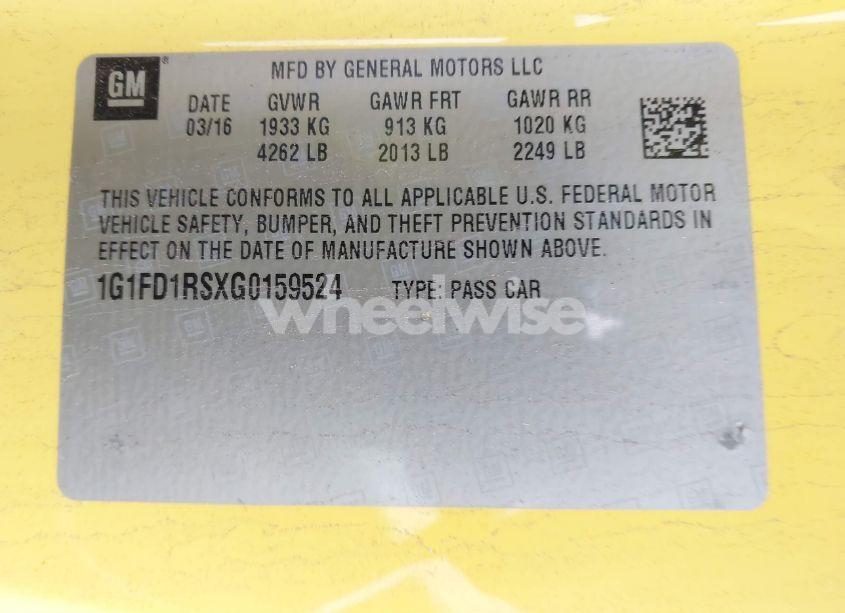 GM®
MFD BY GENERAL MOTORS LLC
DATE GVWR GAWR FRT GAWR RR
03/16 1933 KG 913 KG 1020 KG
4262 LB 2013 LB 2249 LB
THIS VEHICLE CONFORMS TO ALL APPLICABLE U.S. FEDERAL MOTOR
VEHICLE SAFETY, BUMPER, AND THEFT PREVENTION STANDARDS IN
EFFECT ON THE DATE OF MANUFACTURE SHOWN ABOVE.
1G1FD1RSXG0159524 TYPE: PASS CAR
wheelwise